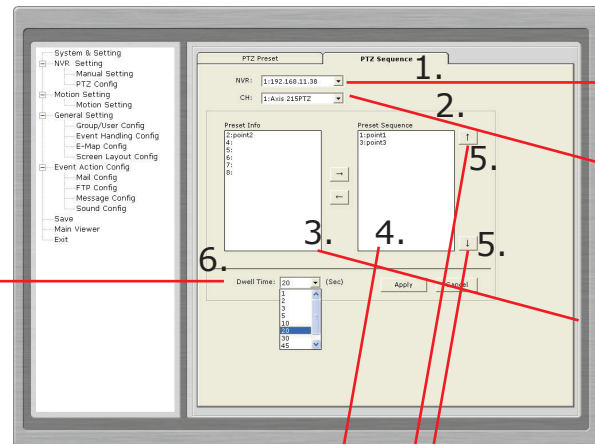 System & Setting
NVR Setting
Manual Setting
PTZ Config
Motion Setting
Motion Setting
General Setting
Group/User Config
Event Handling Config
E-Map Config
Screen Layout Config
Event Action Config
Mail Config
FTP Config
Message Config
Sound Config
Save
Main Viewer
Exit
PTZ Preset
PTZ Sequence
1.
NVR: 1:192.168.11.38
CH: 1:Axis 215PTZ
2.
Preset Info
2:point2
4:
5:
6:
7:
8:
→
←
Preset Sequence
1:point1
3:point3
↑
5.
3.
4.
↓
5.
6.
Dwell Time: 20 (Sec)
Apply
Cancel
1
2
3
5
10
20
30
45